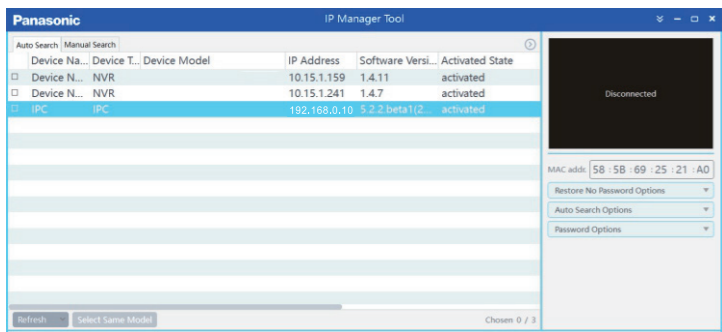 Panasonic IP Manager Tool
Auto Search Manual Search
Device Na... Device T... Device Model IP Address Software Versi... Activated State
Device N... NVR 10.15.1.159 1.4.11 activated
Device N... NVR 10.15.1.241 1.4.7 activated
IPC IPC 192.168.0.10 5.2.2.beta1(2... activated
Disconnected
MAC addr. 58 : 5B : 69 : 25 : 21 : A0
Restore No Password Options
Auto Search Options
Password Options
Refresh Select Same Model Chosen 0 / 3